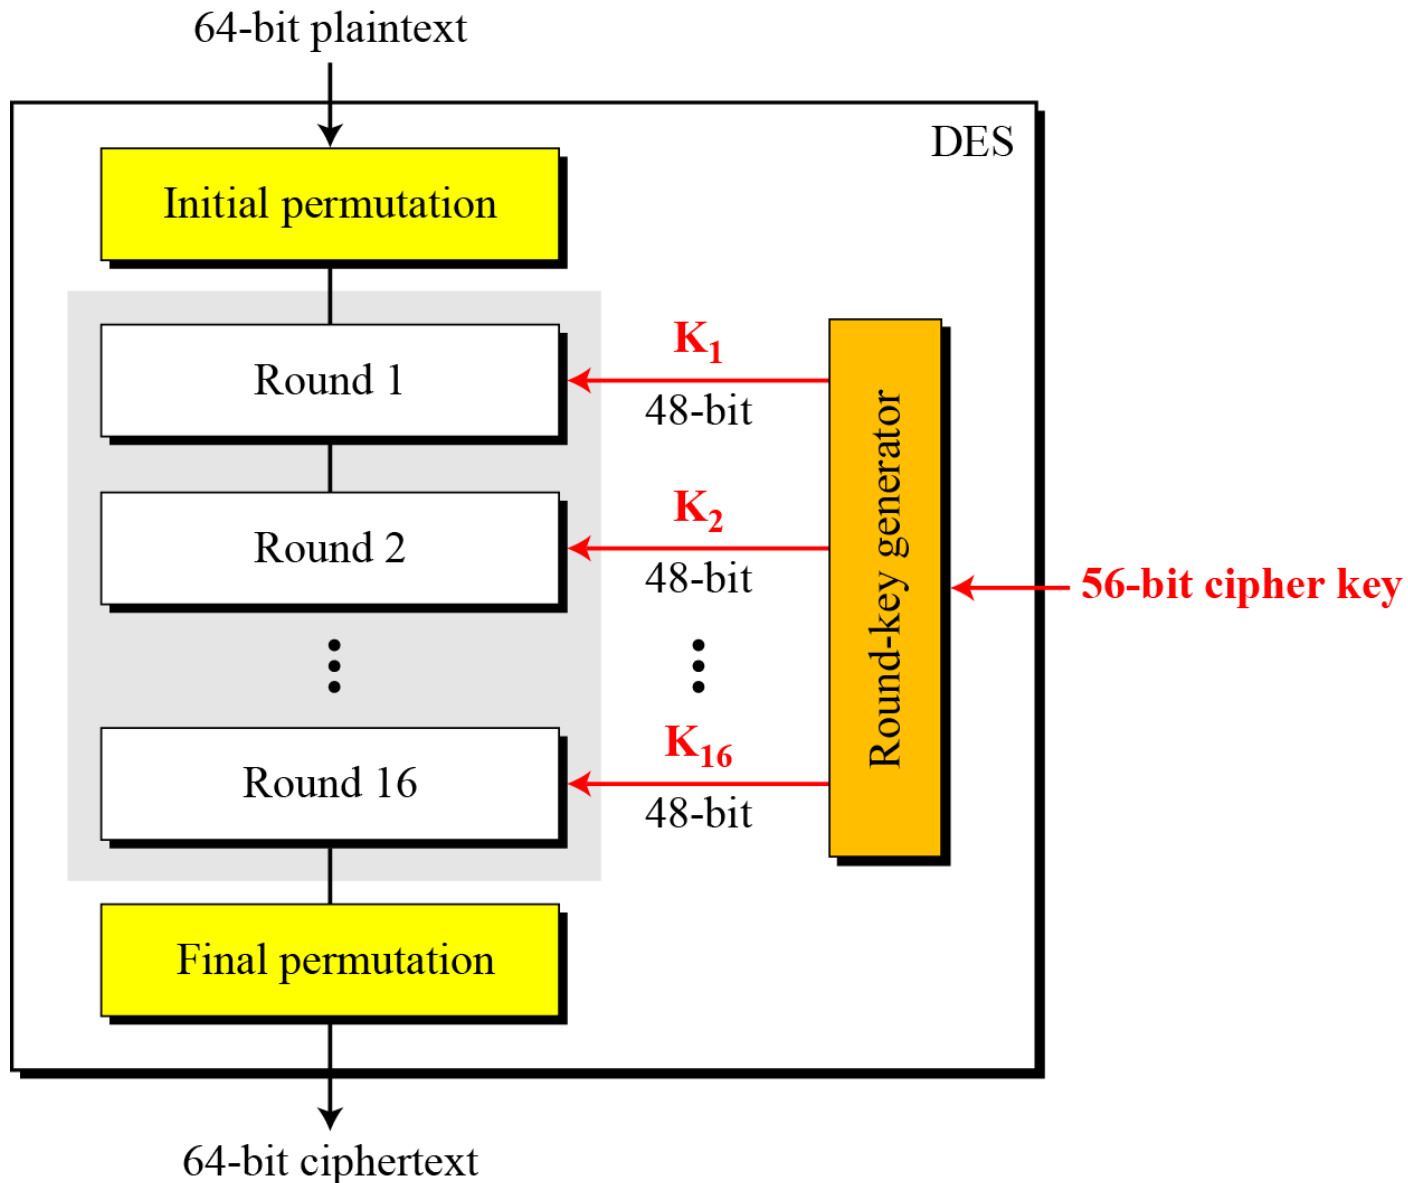 64-bit plaintext
DES
Initial permutation
Round 1
K₁
48-bit
Round 2
K₂
48-bit
Round-key generator
56-bit cipher key
Round 16
K₁₆
48-bit
Final permutation
64-bit ciphertext